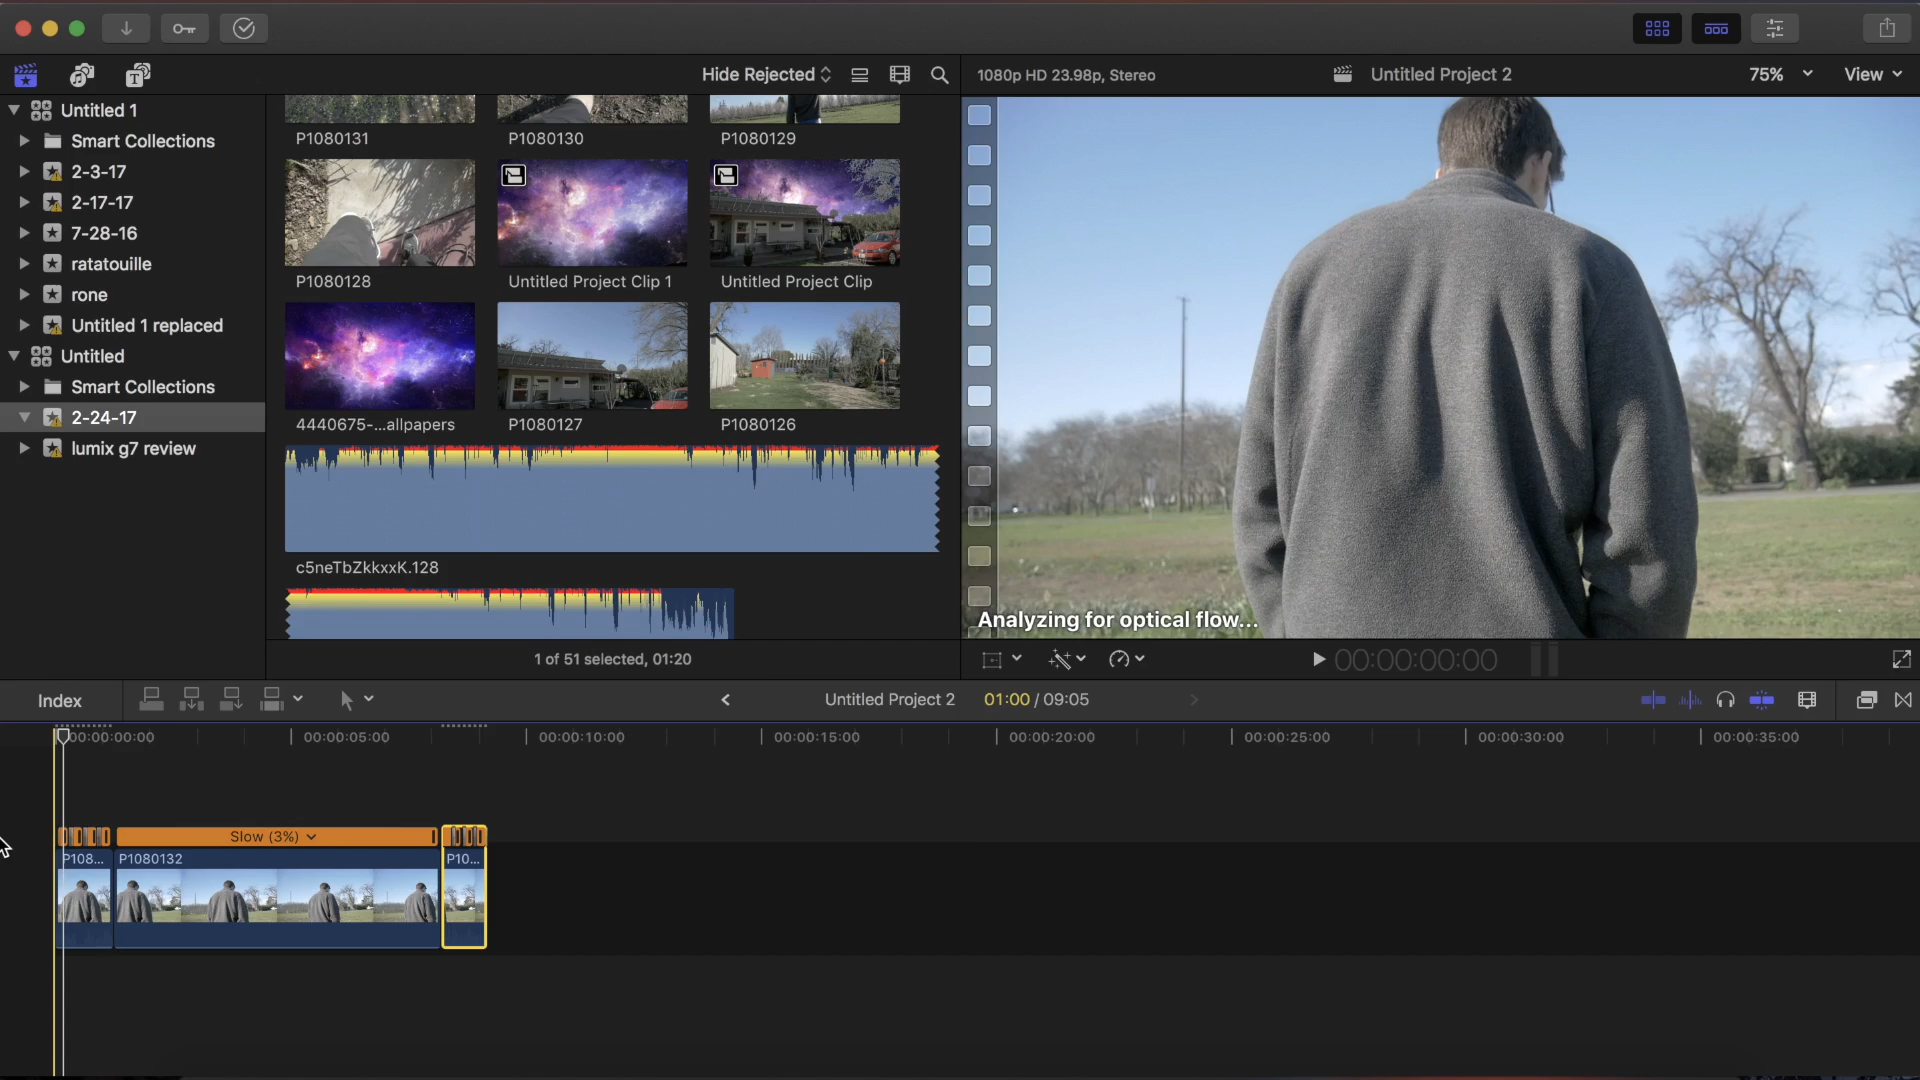 Hide Rejected
1080p HD 23.98p, Stereo
Untitled Project 2
75%
View
Untitled 1
Smart Collections
2-3-17
2-17-17
7-28-16
ratatouille
rone
Untitled 1 replaced
Untitled
Smart Collections
2-24-17
lumix g7 review
P1080131
P1080130
P1080129
P1080128
Untitled Project Clip 1
Untitled Project Clip
4440675-...allpapers
P1080127
P1080126
c5neTbZkkxxK.128
1 of 51 selected, 01:20
Analyzing for optical flow...
00:00:00:00
Index
Untitled Project 2
01:00 / 09:05
00:00:00:00
00:00:05:00
00:00:10:00
00:00:15:00
00:00:20:00
00:00:25:00
00:00:30:00
00:00:35:00
Slow (3%)
P108...
P1080132
P10...